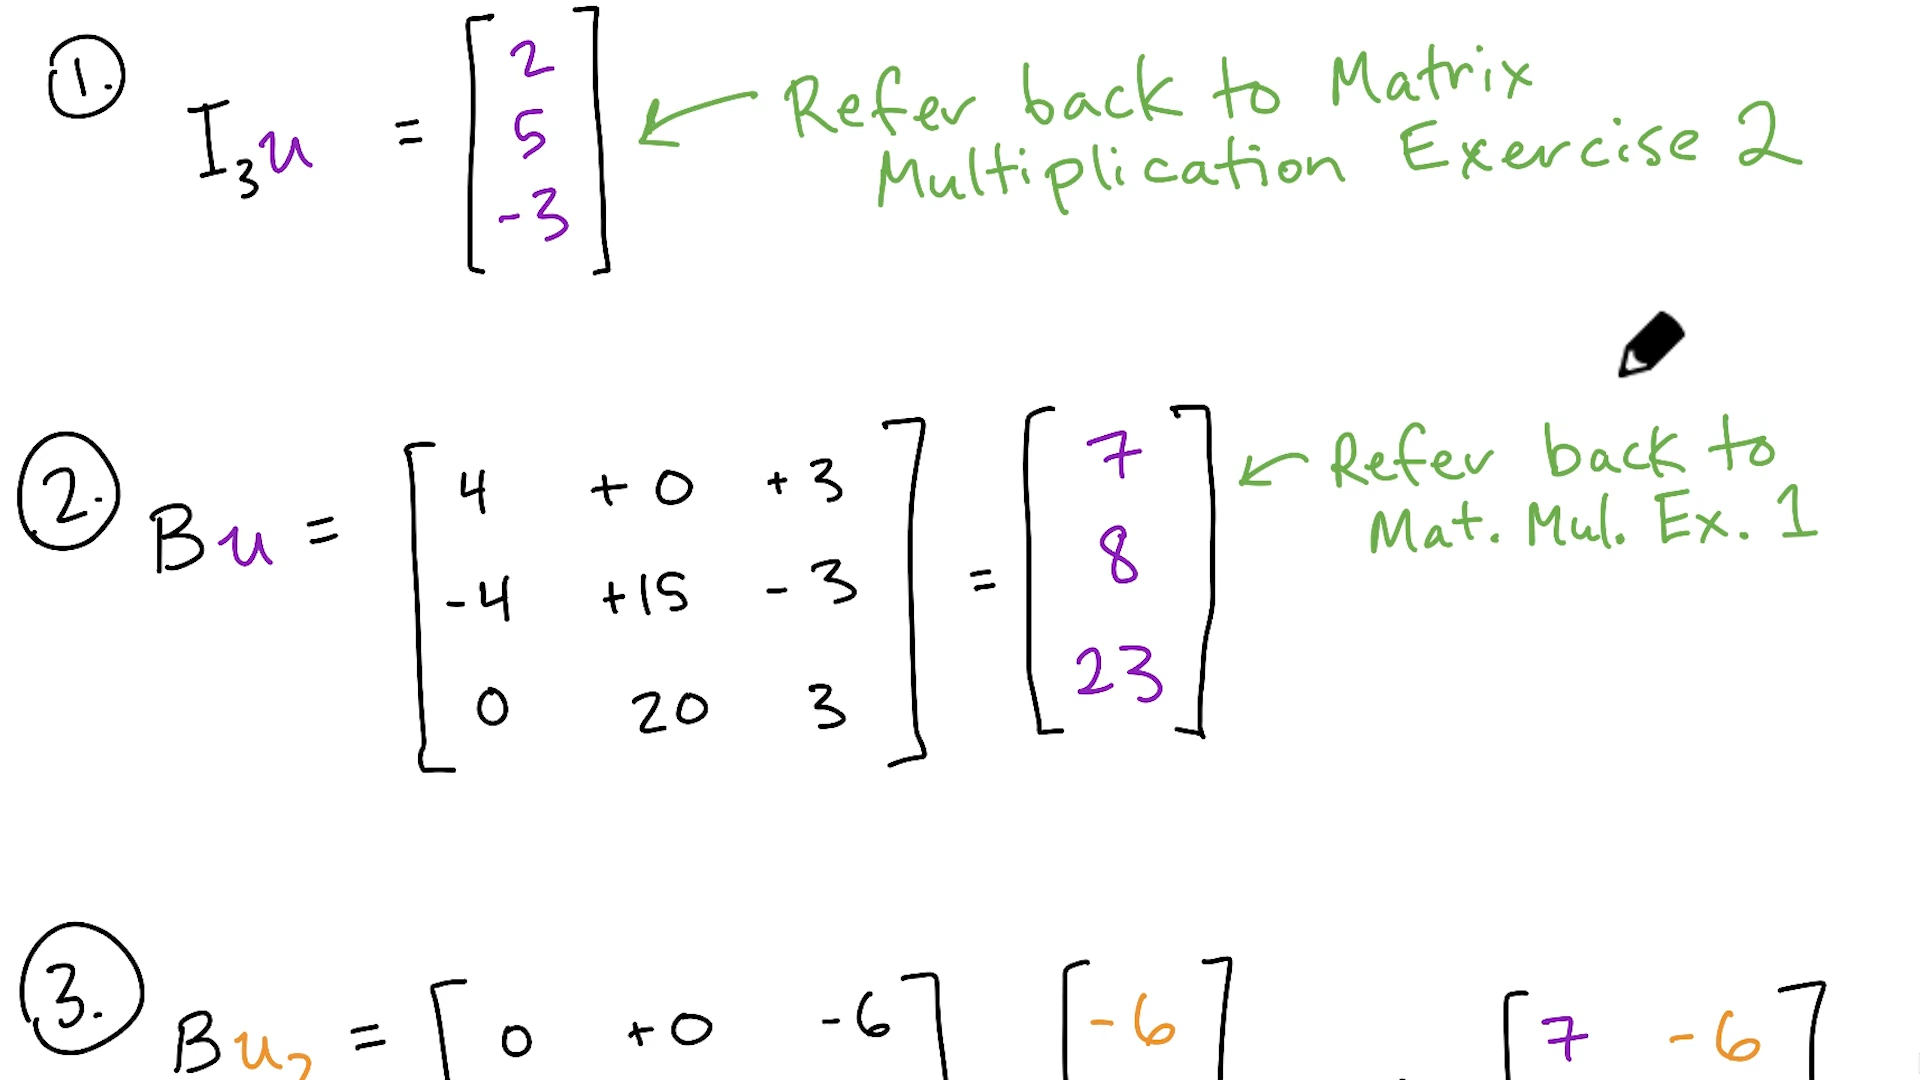 1.
I₃u = [2
5
-3]
Refer back to Matrix
Multiplication Exercise 2
2.
Bu = [4 +0 +3
-4 +15 -3
0 20 3]
= [7
8
23]
Refer back to
Mat. Mul. Ex. 1
3.
Bu₂ = [0 +0 -6] [-6] [7 -6]